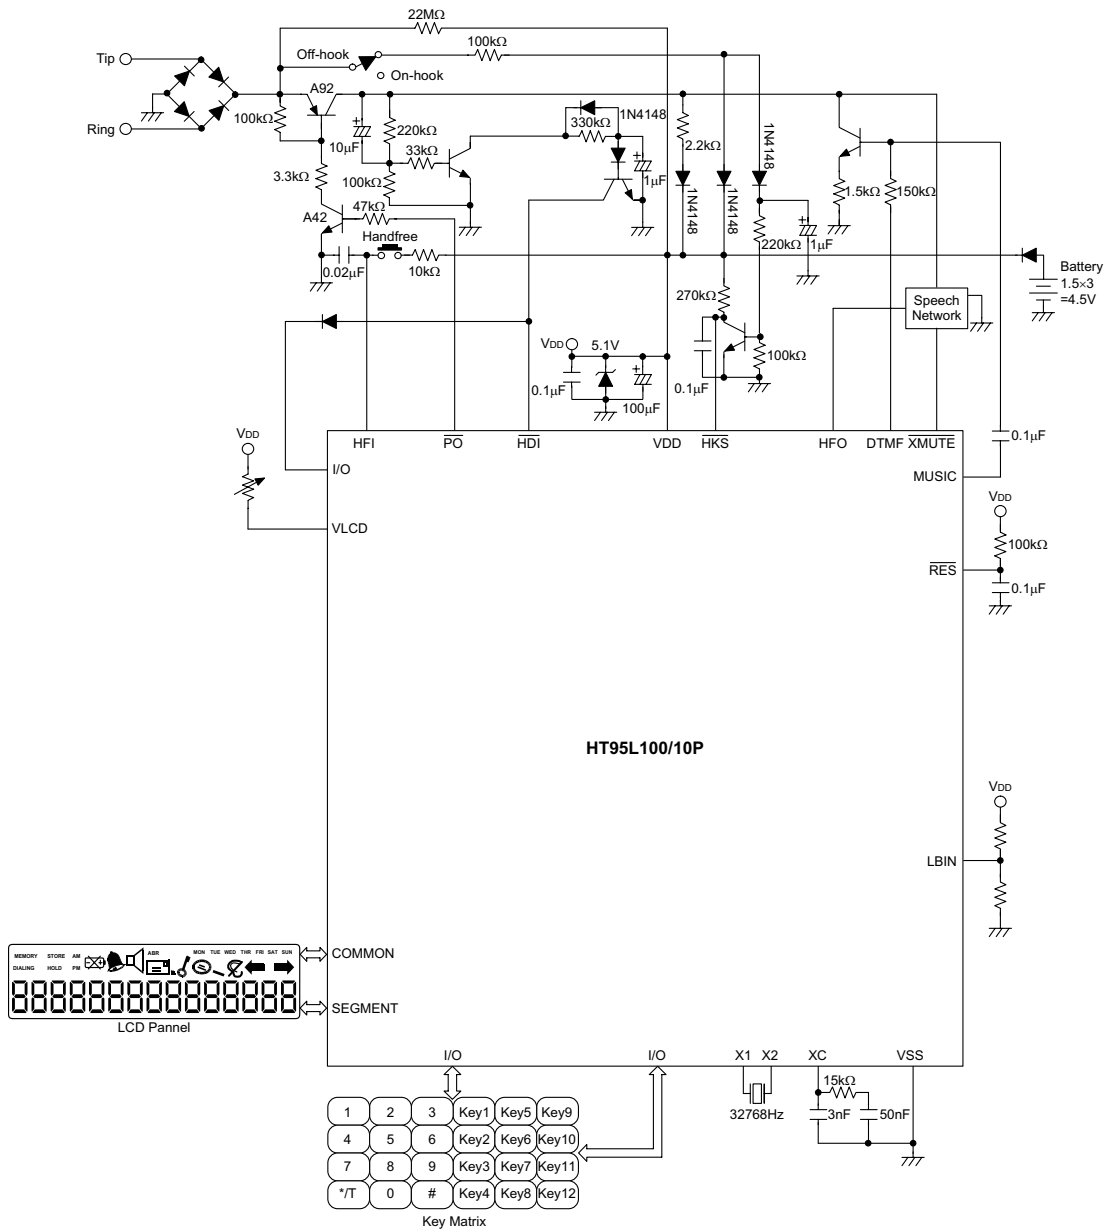 22MΩ
Off-hook
100kΩ
Tip
On-hook
A92
1N4148
100kΩ
330kΩ
Ring
10μF
220kΩ
33kΩ
2.2kΩ
1N4148
3.3kΩ
100kΩ
1μF
1.5kΩ
150kΩ
47kΩ
1N4148
1N4148
A42
Handfree
220kΩ
1μF
0.02μF
10kΩ
Battery
1.5×3
=4.5V
270kΩ
Speech
Network
VDD
5.1V
100kΩ
0.1μF
100μF
0.1μF
VDD
HFI
PO
HDI
VDD
HKS
HFO
DTMF
XMUTE
0.1μF
I/O
MUSIC
VDD
VLCD
100kΩ
RES
0.1μF
HT95L100/10P
VDD
LBIN
MEMORY STORE AM ABR MON TUE WED THR FRI SAT SUN
DIALING HOLD PM
COMMON
SEGMENT
LCD Pannel
I/O
I/O
X1
X2
XC
VSS
15kΩ
32768Hz
3nF
50nF
1 2 3 Key1 Key5 Key9
4 5 6 Key2 Key6 Key10
7 8 9 Key3 Key7 Key11
*/T 0 # Key4 Key8 Key12
Key Matrix